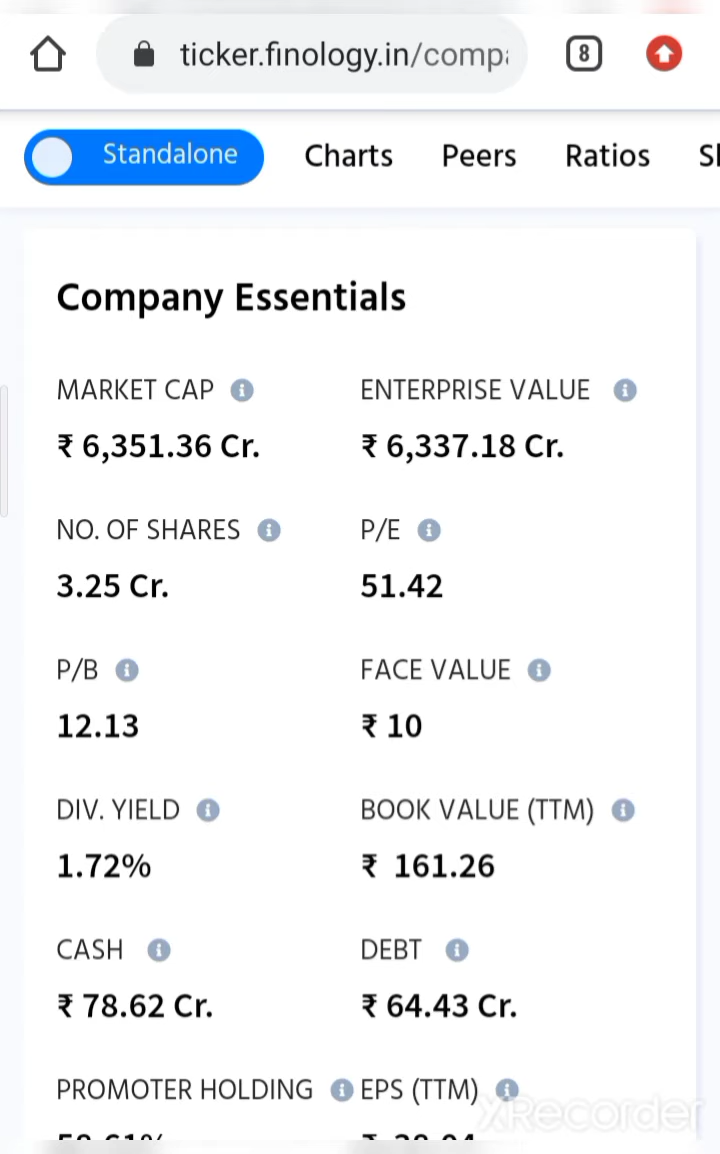 ticker.finology.in/comp
8
Standalone Charts Peers Ratios
Company Essentials
MARKET CAP ENTERPRISE VALUE
₹ 6,351.36 Cr. ₹ 6,337.18 Cr.
NO. OF SHARES P/E
3.25 Cr. 51.42
P/B FACE VALUE
12.13 ₹ 10
DIV. YIELD BOOK VALUE (TTM)
1.72% ₹ 161.26
CASH DEBT
₹ 78.62 Cr. ₹ 64.43 Cr.
PROMOTER HOLDING EPS (TTM)
XRecorder